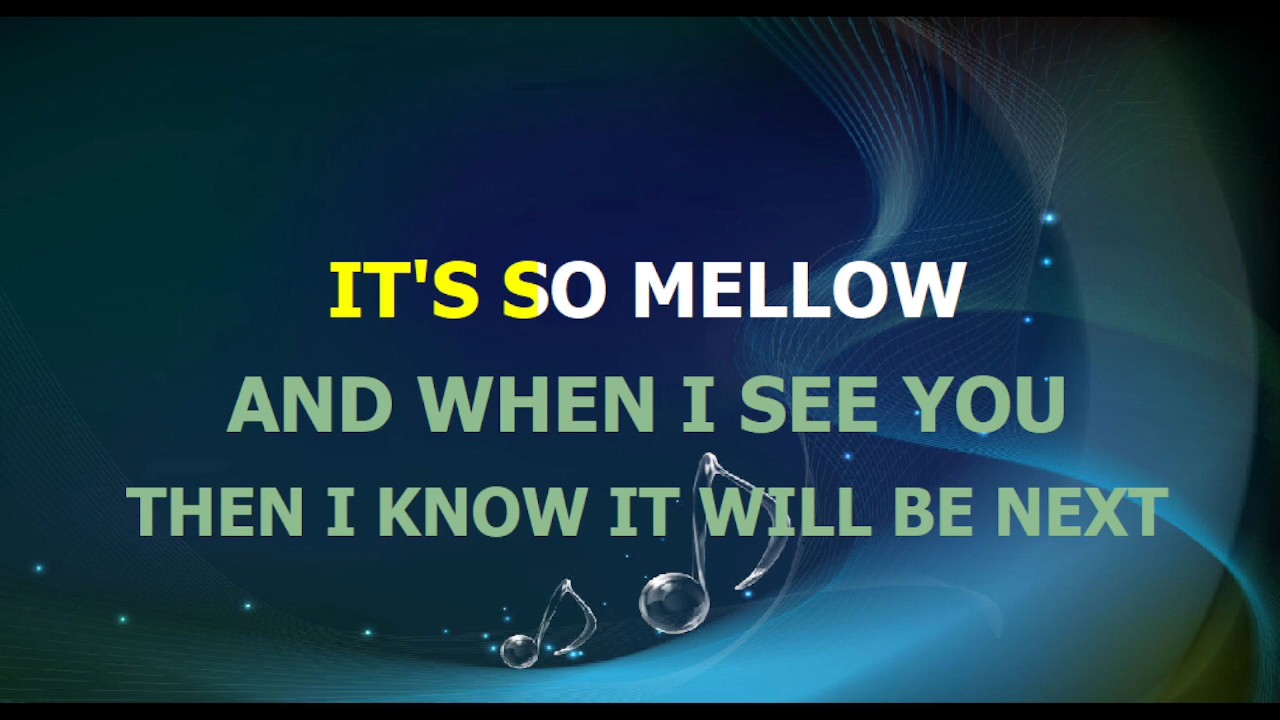 IT'S SO MELLOW
AND WHEN I SEE YOU
THEN I KNOW IT WILL BE NEXT